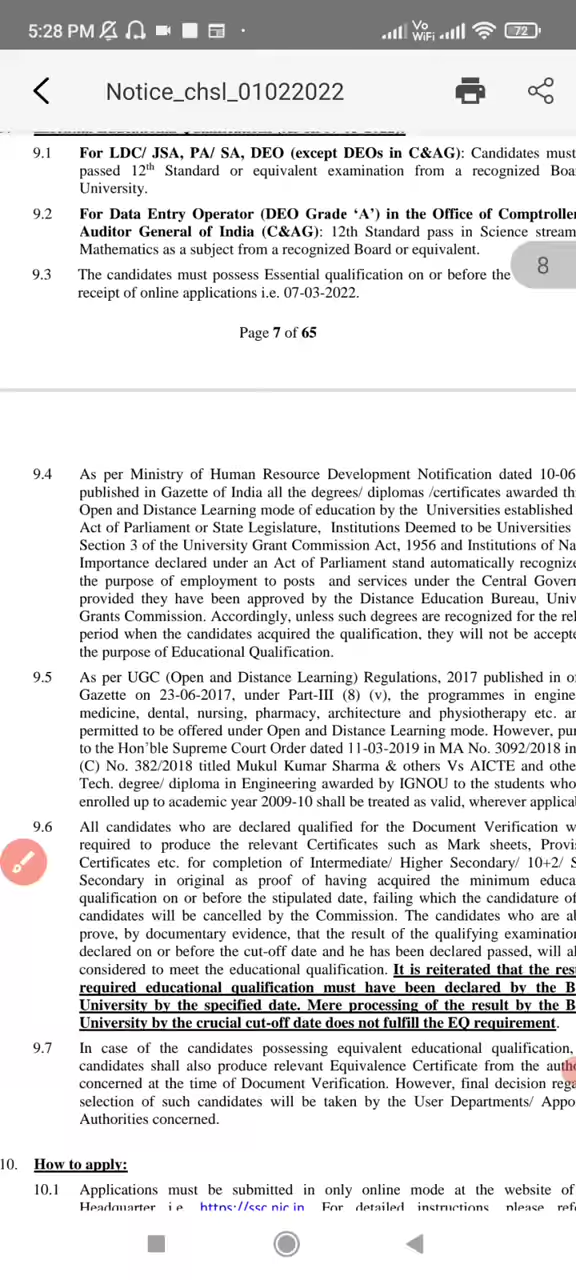 5:28 PM Vo WiFi 72
Notice_chsl_01022022
9.1 For LDC/ JSA, PA/ SA, DEO (except DEOs in C&AG): Candidates must
passed 12th Standard or equivalent examination from a recognized Boa
University.
9.2 For Data Entry Operator (DEO Grade ‘A’) in the Office of Comptroller
Auditor General of India (C&AG): 12th Standard pass in Science stream
Mathematics as a subject from a recognized Board or equivalent.
8
9.3 The candidates must possess Essential qualification on or before the
receipt of online applications i.e. 07-03-2022.
Page 7 of 65
9.4 As per Ministry of Human Resource Development Notification dated 10-06
published in Gazette of India all the degrees/ diplomas /certificates awarded th
Open and Distance Learning mode of education by the Universities established
Act of Parliament or State Legislature, Institutions Deemed to be Universities
Section 3 of the University Grant Commission Act, 1956 and Institutions of Na
Importance declared under an Act of Parliament stand automatically recognize
the purpose of employment to posts and services under the Central Govern
provided they have been approved by the Distance Education Bureau, Univ
Grants Commission. Accordingly, unless such degrees are recognized for the rel
period when the candidates acquired the qualification, they will not be accepte
the purpose of Educational Qualification.
9.5 As per UGC (Open and Distance Learning) Regulations, 2017 published in of
Gazette on 23-06-2017, under Part-III (8) (v), the programmes in engine
medicine, dental, nursing, pharmacy, architecture and physiotherapy etc. ar
permitted to be offered under Open and Distance Learning mode. However, pur
to the Hon’ble Supreme Court Order dated 11-03-2019 in MA No. 3092/2018 in
(C) No. 382/2018 titled Mukul Kumar Sharma & others Vs AICTE and othe
Tech. degree/ diploma in Engineering awarded by IGNOU to the students who
enrolled up to academic year 2009-10 shall be treated as valid, wherever applical
9.6 All candidates who are declared qualified for the Document Verification w
required to produce the relevant Certificates such as Mark sheets, Provis
Certificates etc. for completion of Intermediate/ Higher Secondary/ 10+2/ S
Secondary in original as proof of having acquired the minimum educa
qualification on or before the stipulated date, failing which the candidature of
candidates will be cancelled by the Commission. The candidates who are al
prove, by documentary evidence, that the result of the qualifying examination
declared on or before the cut-off date and he has been declared passed, will al
considered to meet the educational qualification. It is reiterated that the res
required educational qualification must have been declared by the B
University by the specified date. Mere processing of the result by the B
University by the crucial cut-off date does not fulfill the EQ requirement.
9.7 In case of the candidates possessing equivalent educational qualification,
candidates shall also produce relevant Equivalence Certificate from the autho
concerned at the time of Document Verification. However, final decision rega
selection of such candidates will be taken by the User Departments/ Appo
Authorities concerned.
10. How to apply:
10.1 Applications must be submitted in only online mode at the website of
Headquarter i.e. https://ssc.nic.in. For detailed instructions, please refe